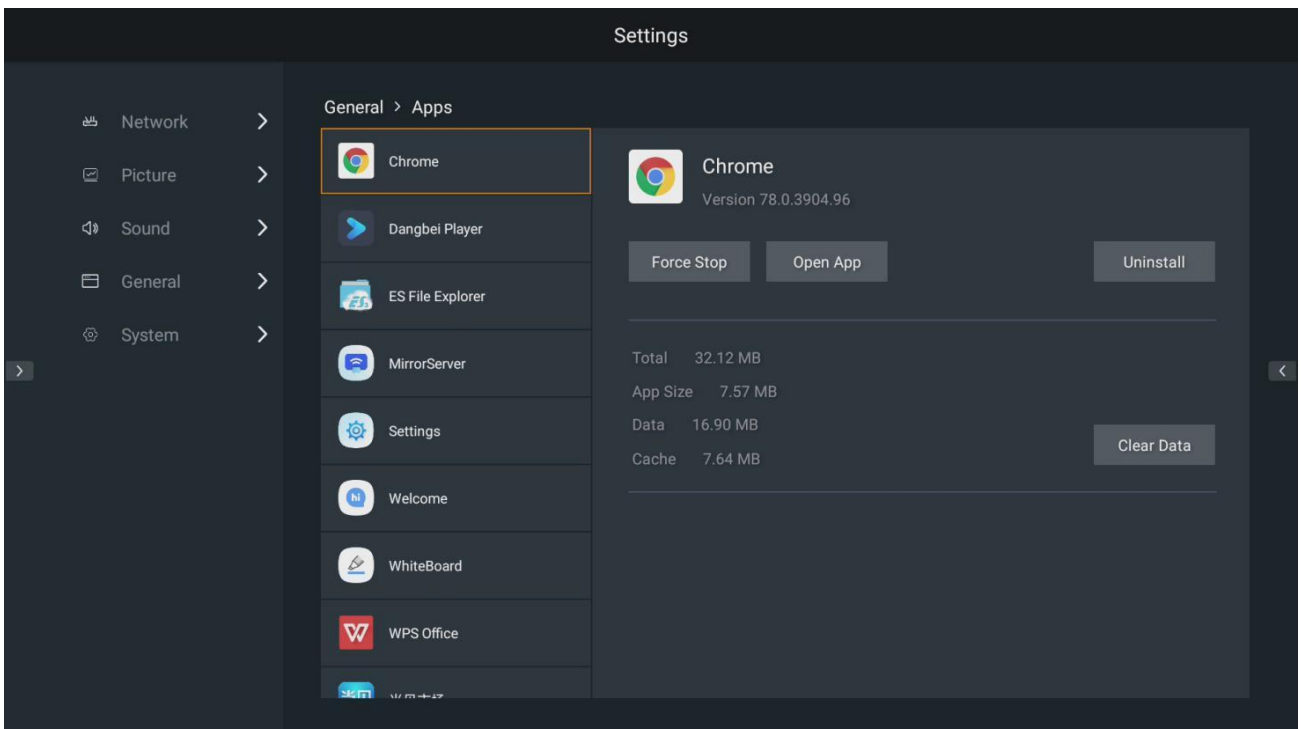 Settings
Network
Picture
Sound
General
System
General > Apps
Chrome
Dangbei Player
ES File Explorer
MirrorServer
Settings
Welcome
WhiteBoard
WPS Office
Chrome
Version 78.0.3904.96
Force Stop Open App Uninstall
Total 32.12 MB
App Size 7.57 MB
Data 16.90 MB
Cache 7.64 MB
Clear Data